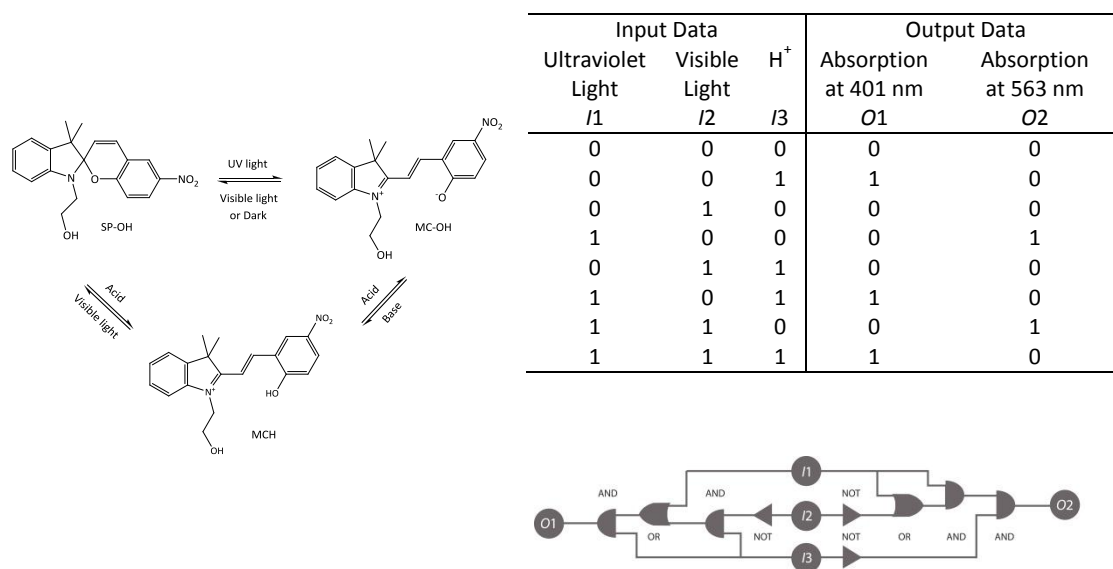 NO₂
N
O
OH
SP-OH
UV light
Visible light
or Dark
NO₂
N⁺
⁻O
OH
MC-OH
Acid
Visible light
Acid
Base
NO₂
N⁺
HO
OH
MCH
Input Data Output Data
Ultraviolet Visible H⁺ Absorption Absorption
Light Light at 401 nm at 563 nm
I1 I2 I3 O1 O2
0 0 0 0 0
0 0 1 1 0
0 1 0 0 0
1 0 0 0 1
0 1 1 0 0
1 0 1 1 0
1 1 0 0 1
1 1 1 1 0
I1
AND AND NOT
O1 I2 O2
OR NOT NOT OR AND AND
I3